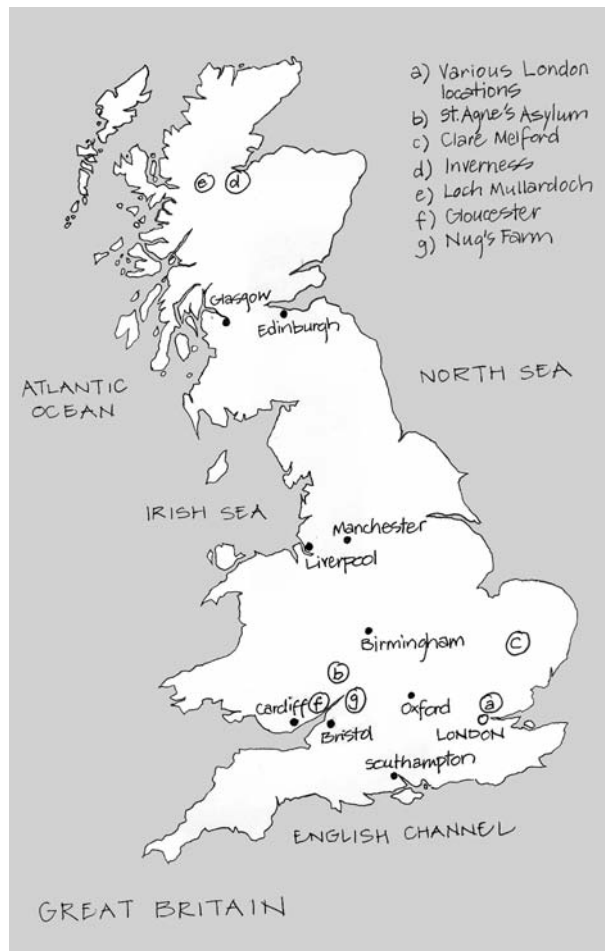 a) Various London
locations
b) St. Agne's Asylum
c) Clare Melford
d) Inverness
e) Loch Mullardoch
f) Gloucester
g) Nug's Farm
e d
Glasgow
Edinburgh
ATLANTIC
OCEAN
NORTH SEA
IRISH SEA
Manchester
Liverpool
Birmingham
c
b
Cardiff f g Oxford a
Bristol LONDON
Southampton
ENGLISH CHANNEL
GREAT BRITAIN